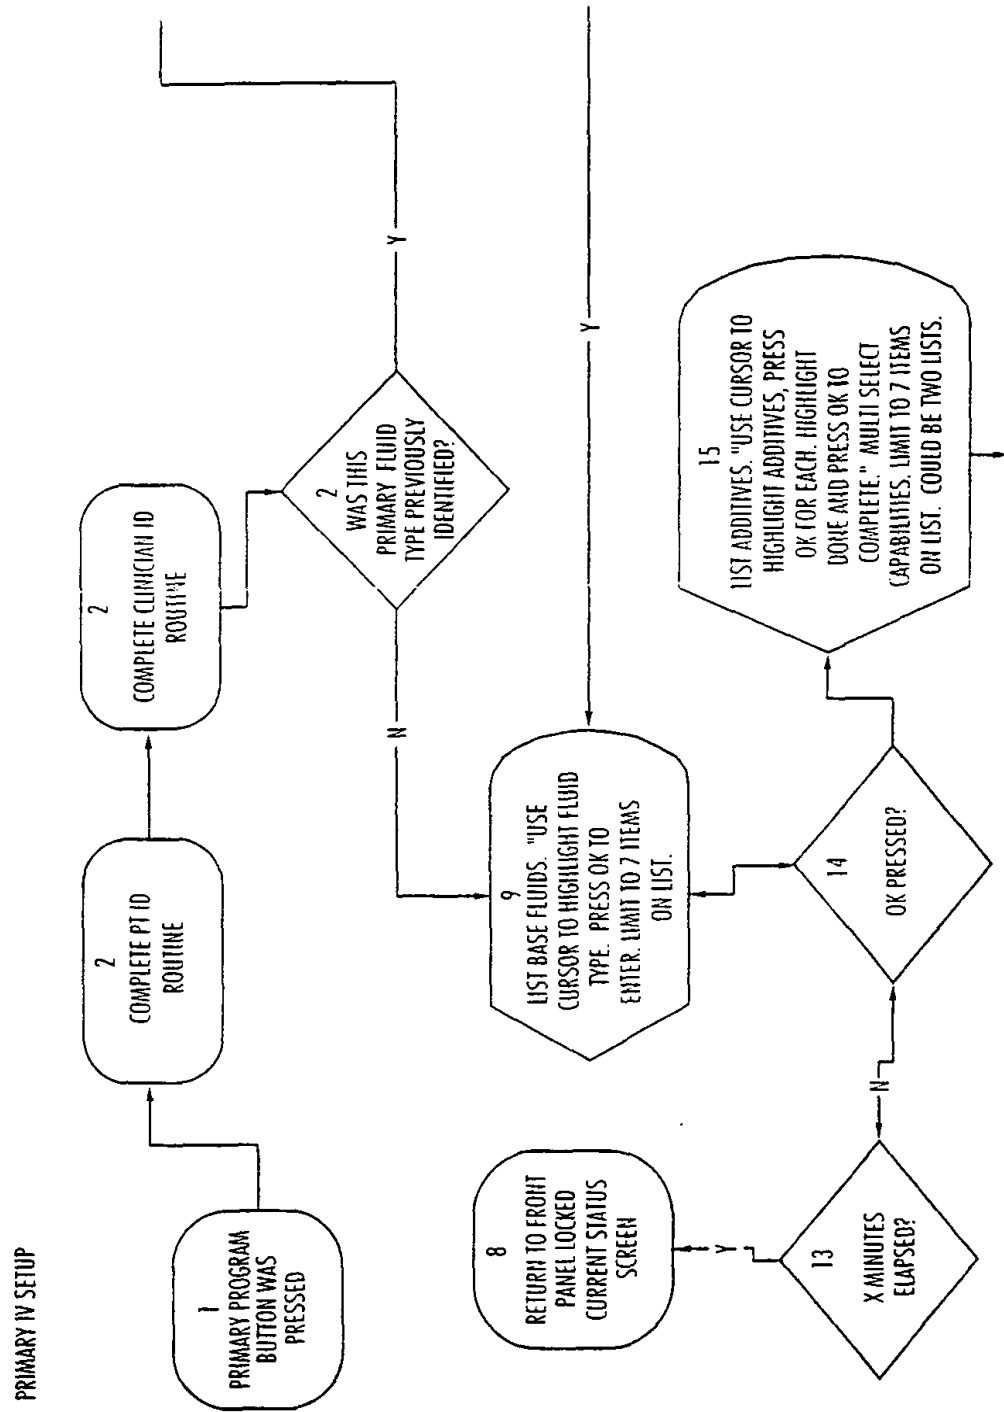 PRIMARY IV SETUP
1
PRIMARY PROGRAM
BUTTON WAS
PRESSED
2
COMPLETE PT ID
ROUTINE
2
COMPLETE CLINICIAN ID
ROUTINE
2
WAS THIS
PRIMARY FLUID
TYPE PREVIOUSLY
IDENTIFIED?
Y
N
9
LIST BASE FLUIDS. "USE
CURSOR TO HIGHLIGHT FLUID
TYPE. PRESS OK TO
ENTER. LIMIT TO 7 ITEMS
ON LIST.
Y
8
RETURN TO FRONT
PANEL LOCKED
CURRENT STATUS
SCREEN
Y
13
X MINUTES
ELAPSED?
N
14
OK PRESSED?
15
LIST ADDITIVES. "USE CURSOR TO
HIGHLIGHT ADDITIVES, PRESS
OK FOR EACH. HIGHLIGHT
DONE AND PRESS OK TO
COMPLETE." MULTI SELECT
CAPABILITIES. LIMIT TO 7 ITEMS
ON LIST. COULD BE TWO LISTS.